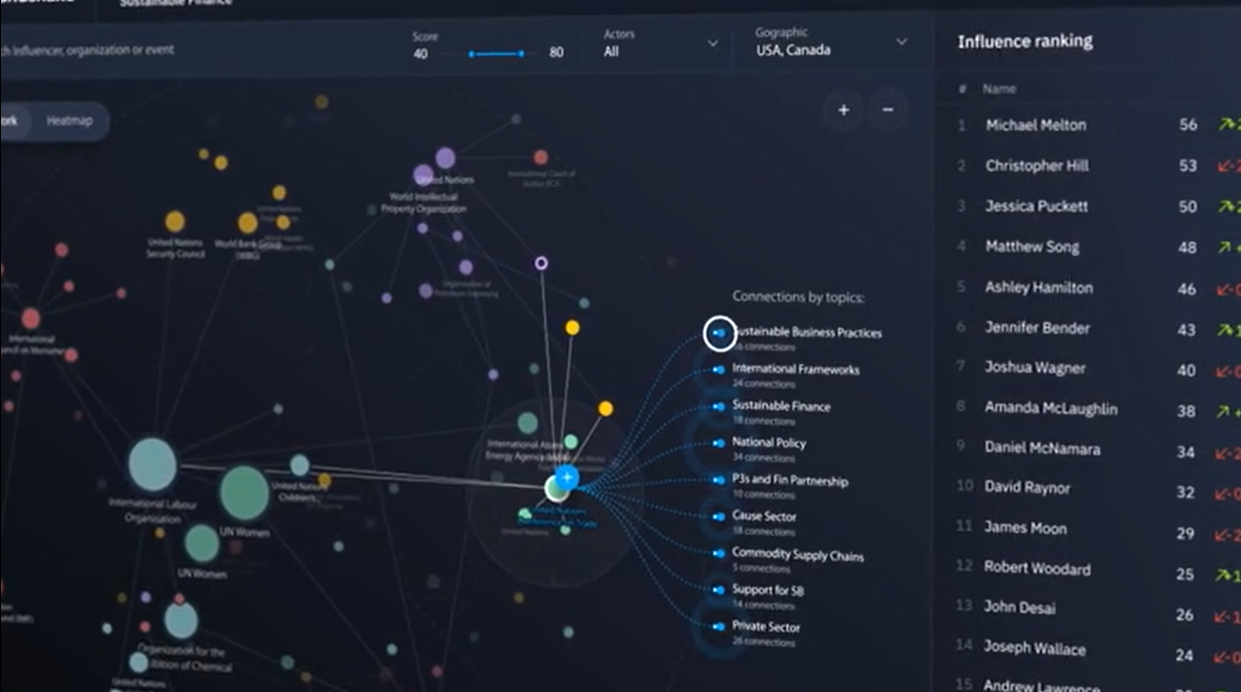 Sustainable Finance
ch Influencer, organization or event
Score
40
80
Actors
All
Gographic
USA, Canada
ork
Heatmap
+
−
United Nations
World Intellectual
Property Organization
International Court of
Justice (ICJ)
United Nations
Security Council
World Bank Group
(WBG)
International
International Labour
Organisation
UN Women
UN Women
United Nations
Children's
International Atomic
Energy Agency
United Nations
Conference on Trade
United Nations
Organization for the
ibition of Chemical
United Nations
Connections by topics:
Sustainable Business Practices
connections
International Frameworks
24 connections
Sustainable Finance
18 connections
National Policy
34 connections
P3s and Fin Partnership
10 connections
Cause Sector
18 connections
Commodity Supply Chains
5 connections
Support for SB
14 connections
Private Sector
26 connections
Influence ranking
# Name
1 Michael Melton 56
2 Christopher Hill 53
3 Jessica Puckett 50
4 Matthew Song 48
5 Ashley Hamilton 46
6 Jennifer Bender 43
7 Joshua Wagner 40
8 Amanda McLaughlin 38
9 Daniel McNamara 34
10 David Raynor 32
11 James Moon 29
12 Robert Woodard 25
13 John Desai 26
14 Joseph Wallace 24
15 Andrew Lawrence